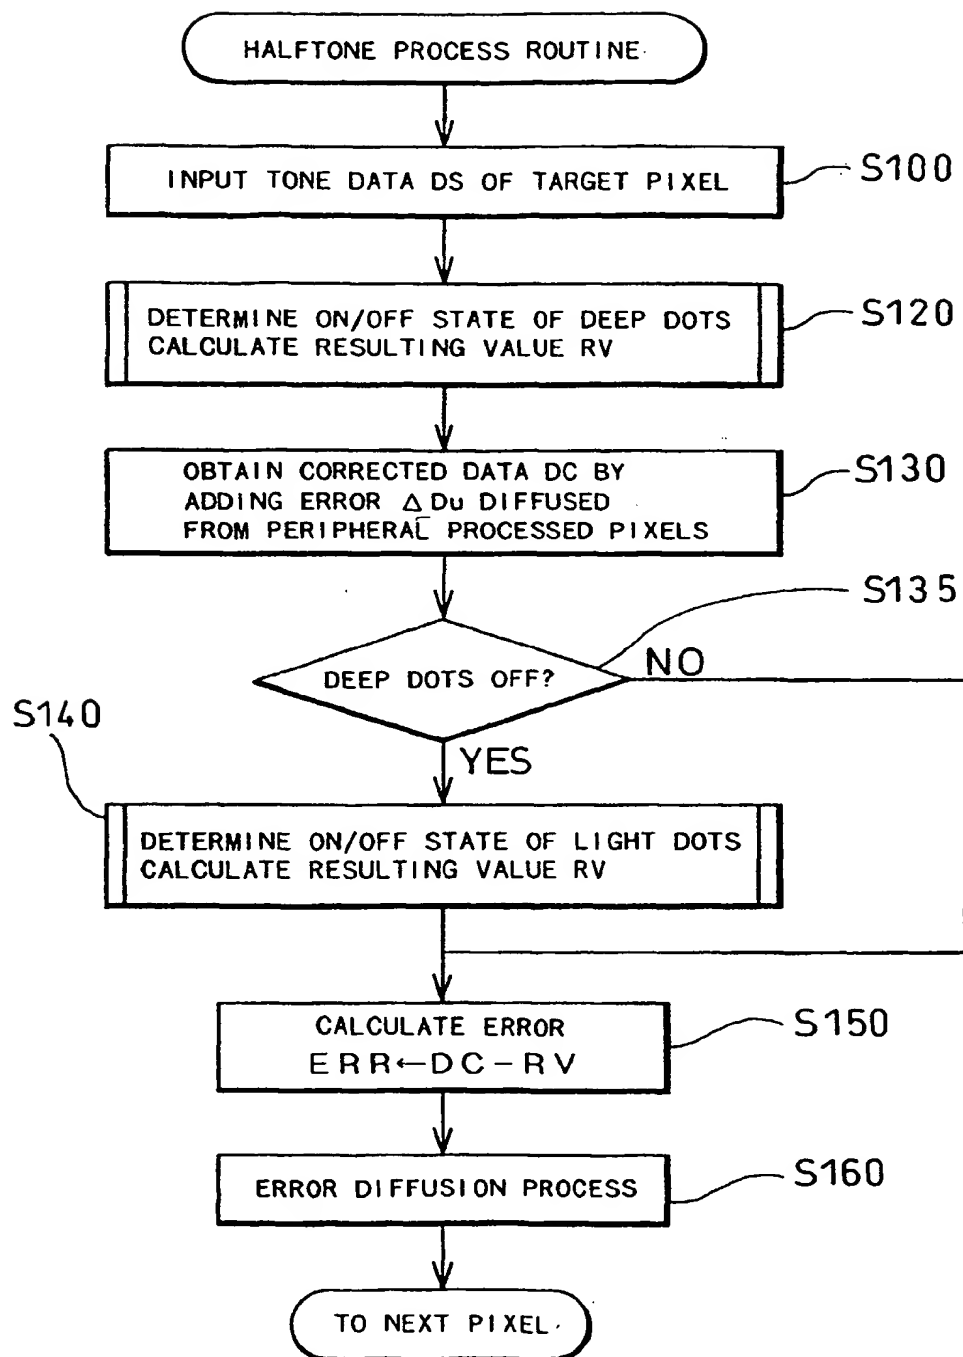 HALFTONE PROCESS ROUTINE
INPUT TONE DATA DS OF TARGET PIXEL
S100
DETERMINE ON/OFF STATE OF DEEP DOTS
CALCULATE RESULTING VALUE RV
S120
OBTAIN CORRECTED DATA DC BY
ADDING ERROR △Du DIFFUSED
FROM PERIPHERAL PROCESSED PIXELS
S130
S135
DEEP DOTS OFF?
NO
S140
YES
DETERMINE ON/OFF STATE OF LIGHT DOTS
CALCULATE RESULTING VALUE RV
CALCULATE ERROR
ERR←DC-RV
S150
ERROR DIFFUSION PROCESS
S160
TO NEXT PIXEL